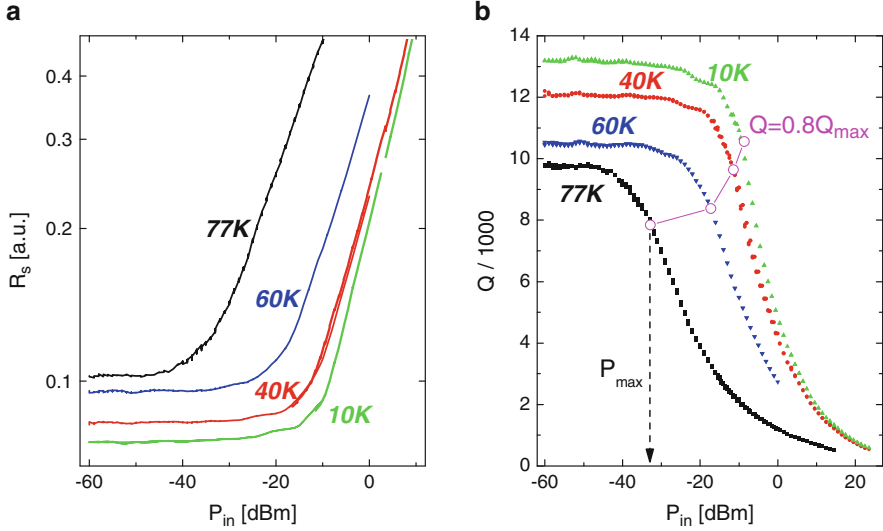 a
R_s [a.u.]
0.4
0.3
0.2
0.1
77K
60K
40K
10K
-60 -40 -20 0
P_in [dBm]
b
Q / 1000
14
12
10
8
6
4
2
0
10K
40K
60K
77K
Q=0.8Q_max
P_max
-60 -40 -20 0 20
P_in [dBm]